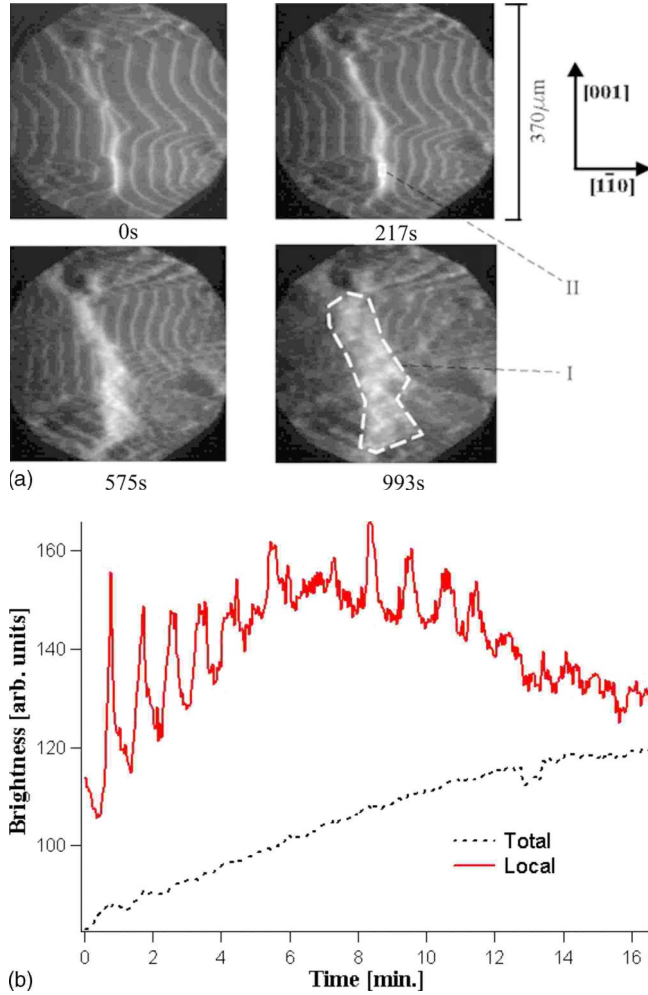 [001]
370μm
[1̄10]
0s
217s
II
I
(a)
575s
993s
160
140
120
100
Brightness [arb. units]
Total
Local
0
2
4
6
8
10
12
14
16
(b)
Time [min.]